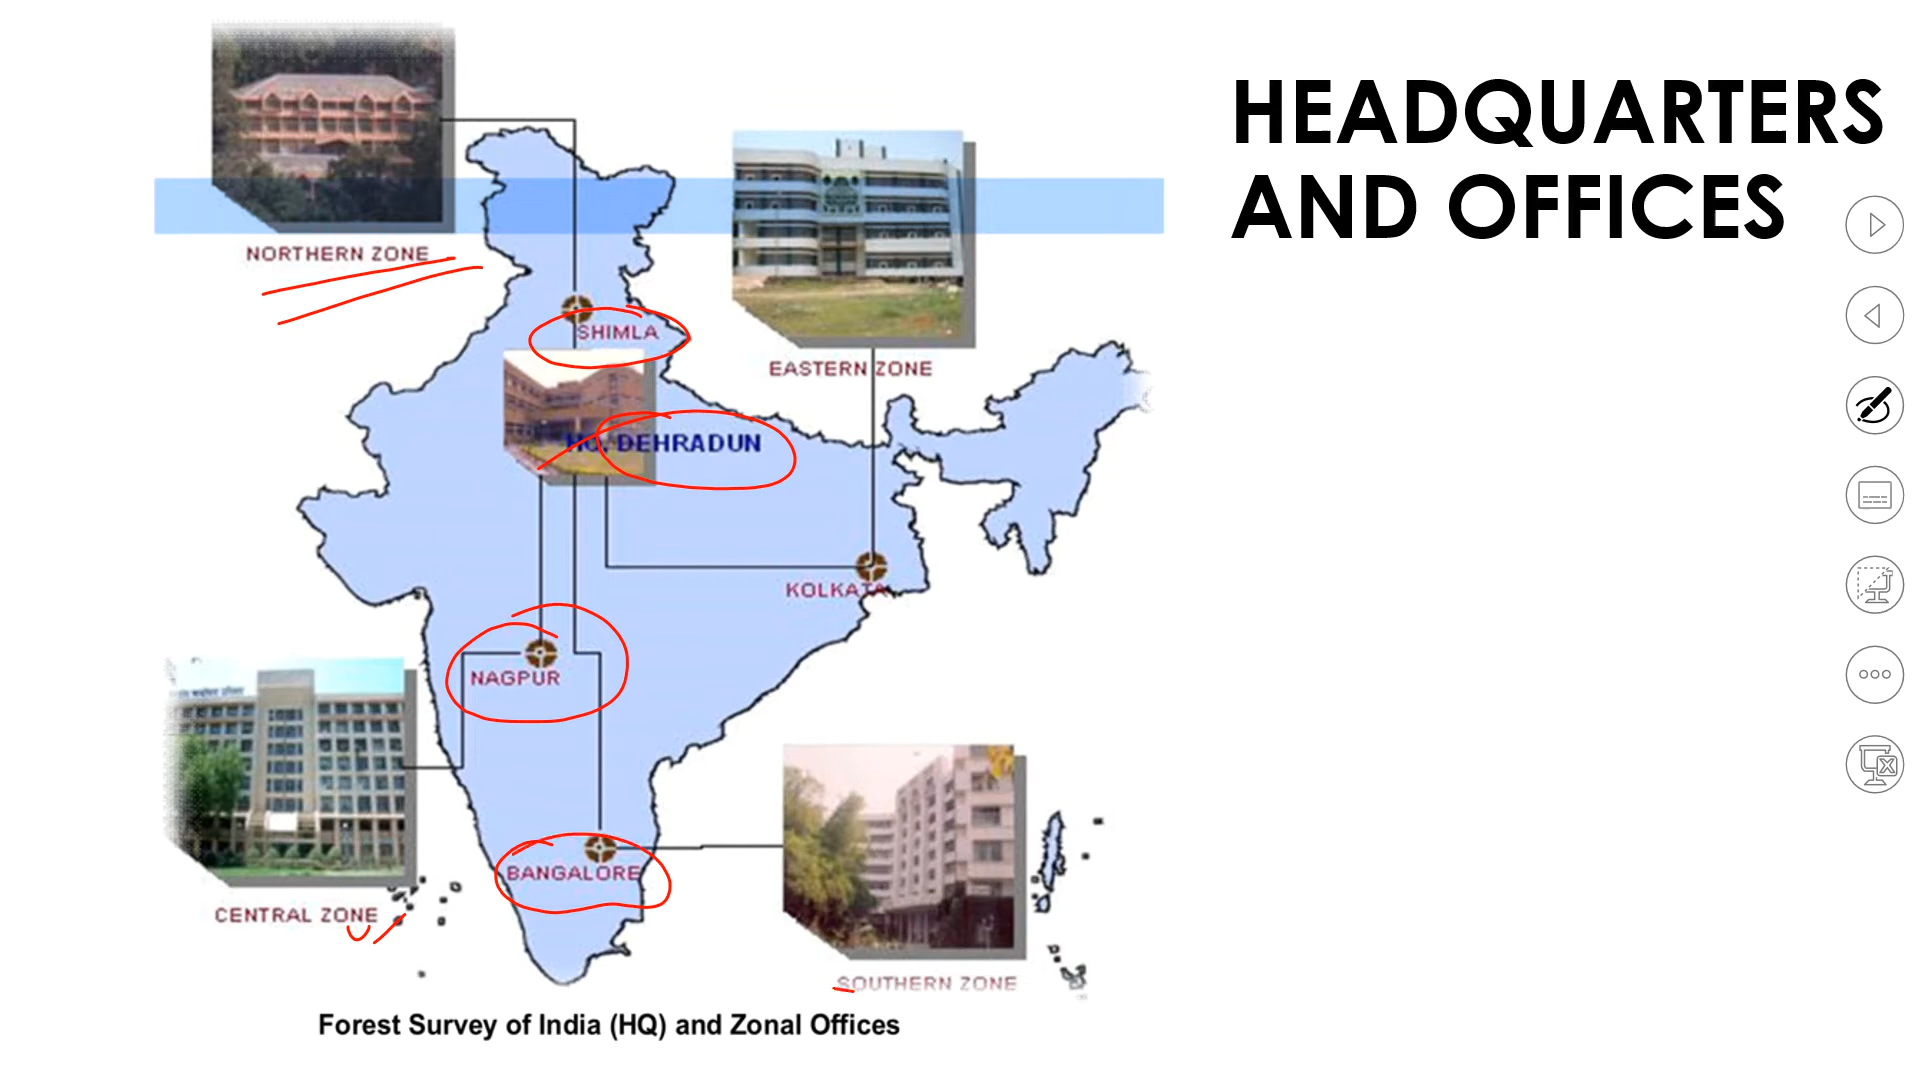 HEADQUARTERS
AND OFFICES
NORTHERN ZONE
EASTERN ZONE
SHIMLA
HQ. DEHRADUN
KOLKATA
NAGPUR
BANGALORE
CENTRAL ZONE
SOUTHERN ZONE
Forest Survey of India (HQ) and Zonal Offices